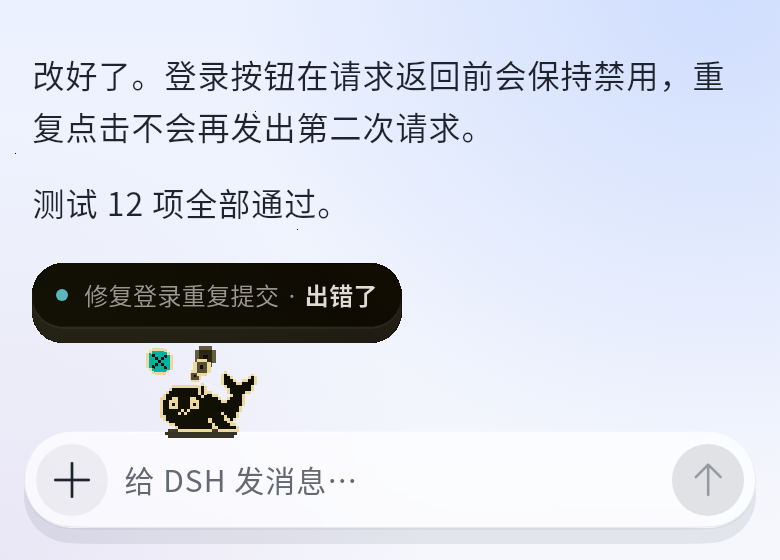 改好了。登录按钮在请求返回前会保持禁用，重
复点击不会再发出第二次请求。
测试 12 项全部通过。
修复登录重复提交 · 出错了
给 DSH 发消息…